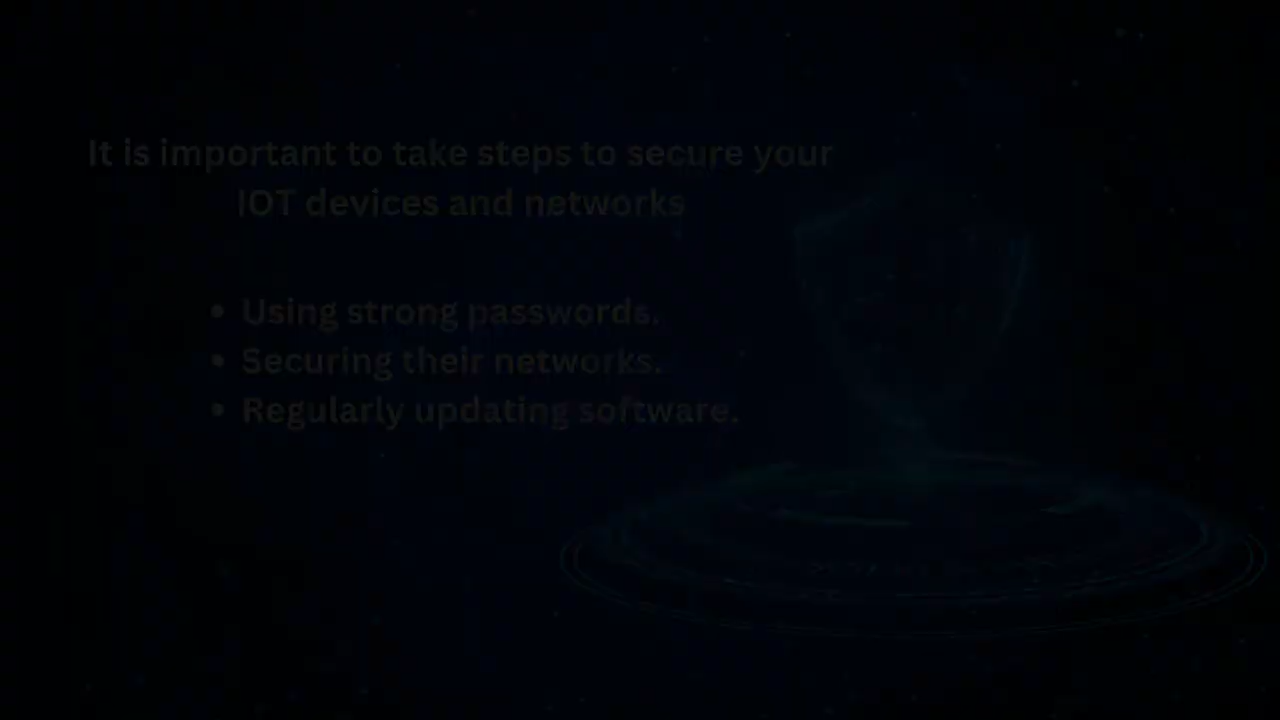 It is important to take steps to secure your
IOT devices and networks
• Using strong passwords.
• Securing their networks.
• Regularly updating software.